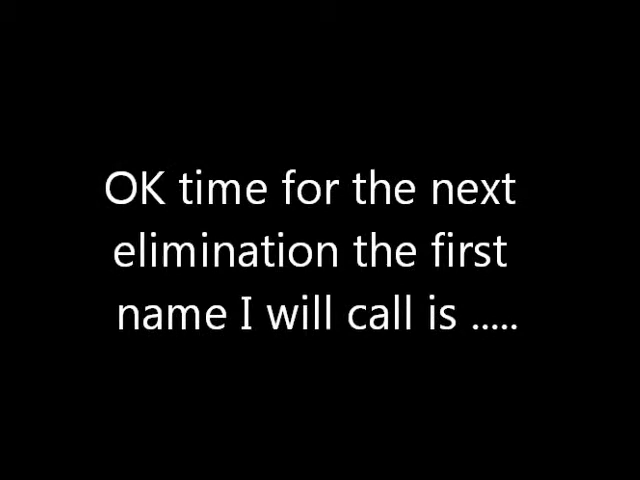 OK time for the next
elimination the first
name I will call is .....